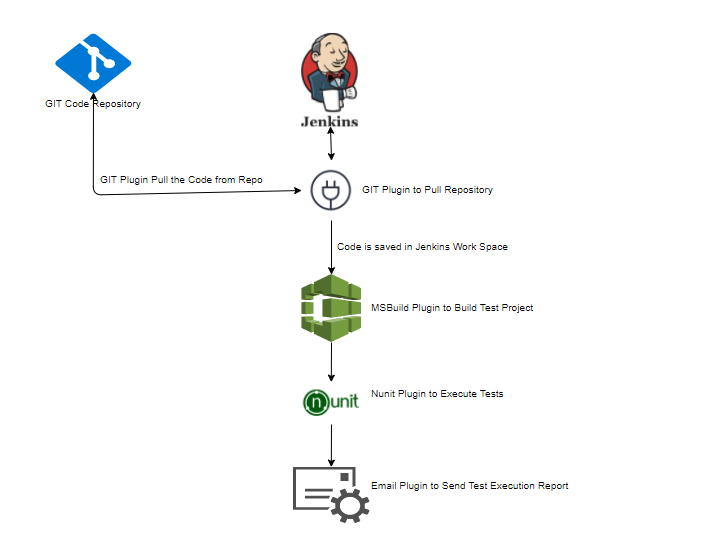 GIT Code Repository
Jenkins
GIT Plugin Pull the Code from Repo
GIT Plugin to Pull Repository
Code is saved in Jenkins Work Space
MSBuild Plugin to Build Test Project
Nunit Plugin to Execute Tests
nunit
Email Plugin to Send Test Execution Report